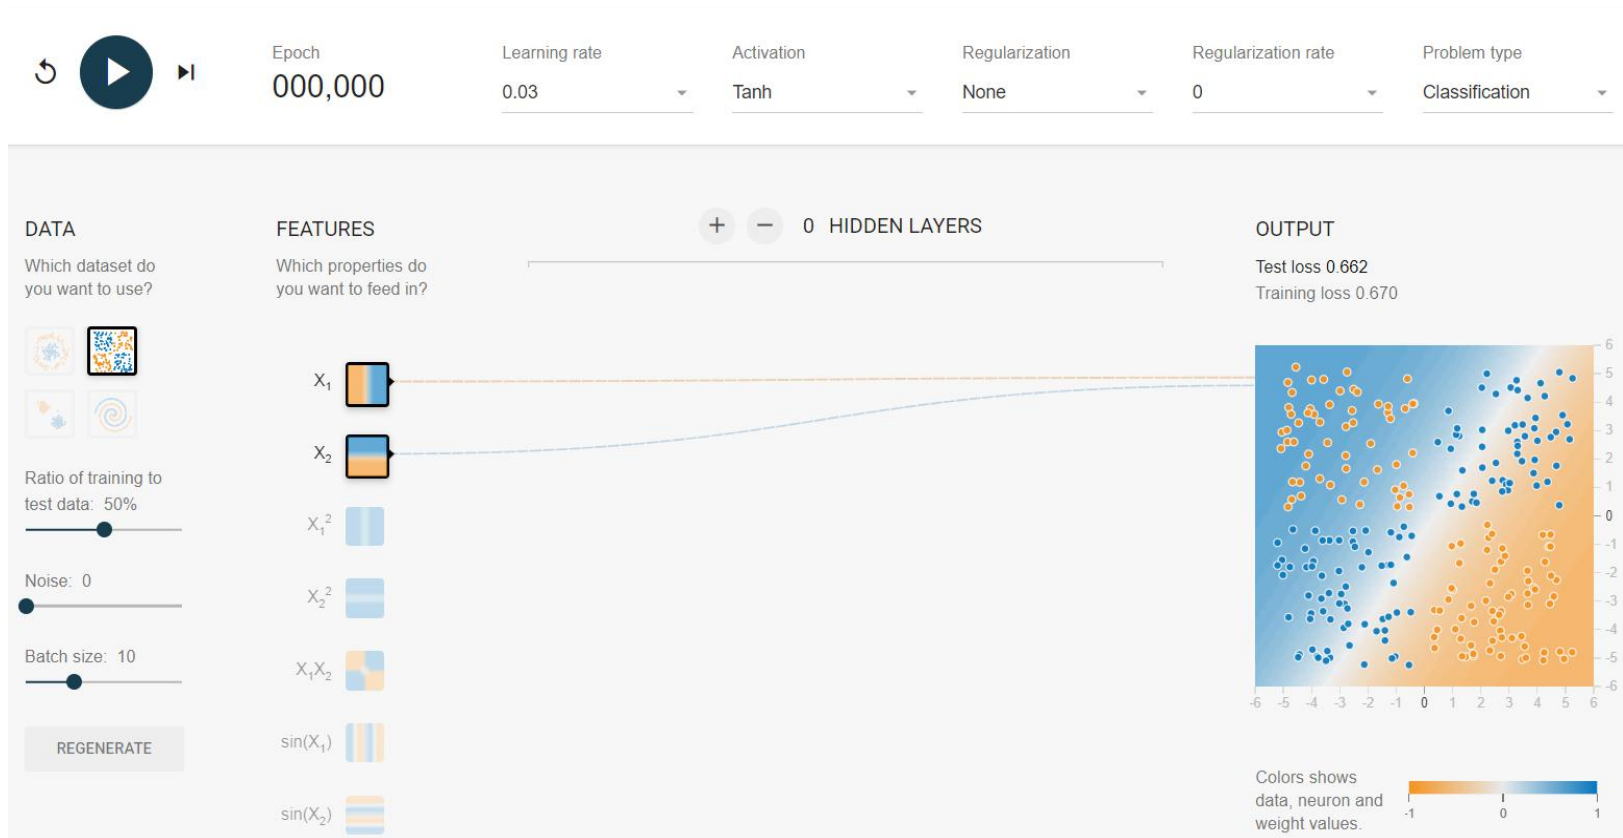 Epoch
000,000
Learning rate
0.03
Activation
Tanh
Regularization
None
Regularization rate
0
Problem type
Classification
DATA
Which dataset do
you want to use?
Ratio of training to
test data: 50%
Noise: 0
Batch size: 10
REGENERATE
FEATURES
Which properties do
you want to feed in?
X₁
X₂
X₁²
X₂²
X₁X₂
sin(X₁)
sin(X₂)
+ − 0 HIDDEN LAYERS
OUTPUT
Test loss 0.662
Training loss 0.670
6
5
4
3
2
1
0
-1
-2
-3
-4
-5
-6
-6 -5 -4 -3 -2 -1 0 1 2 3 4 5 6
Colors shows
data, neuron and
weight values.
-1 0 1